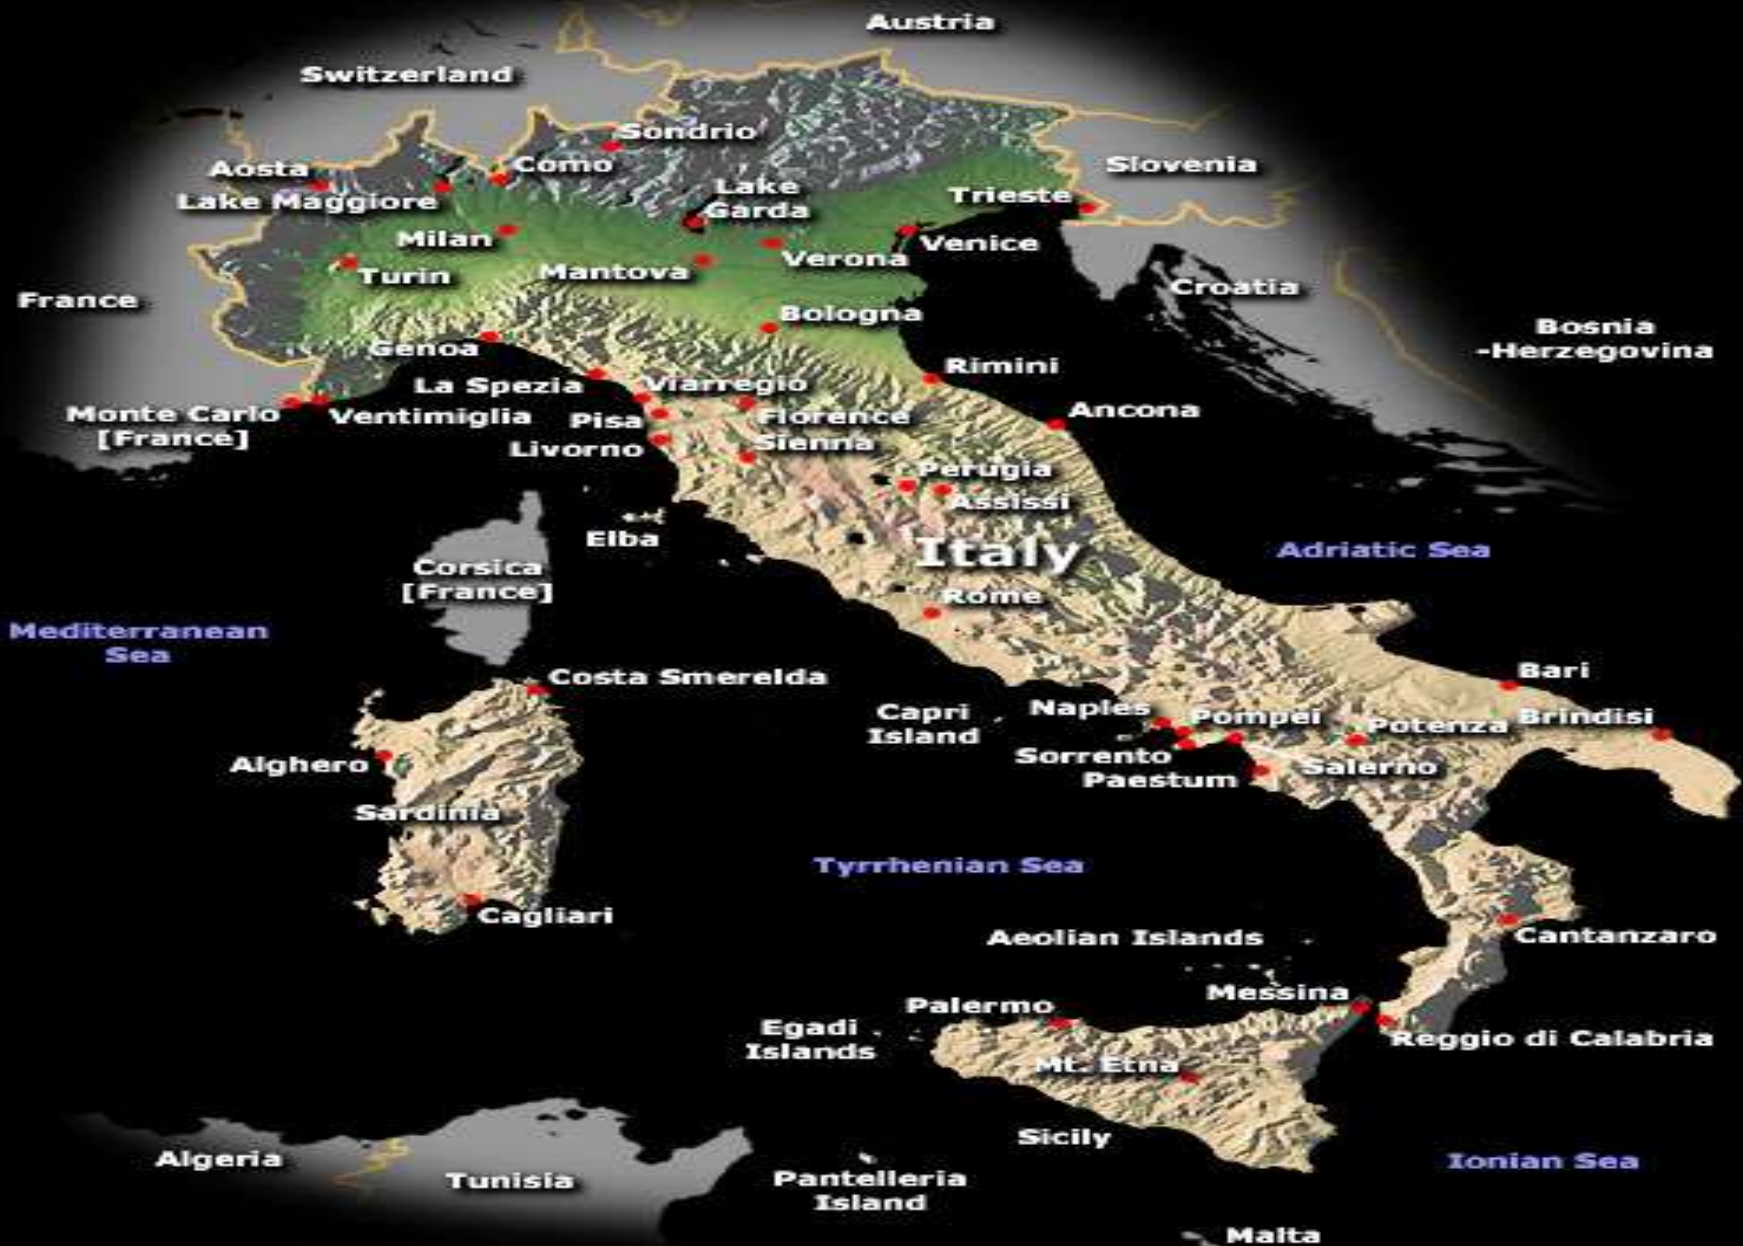 Austria
Switzerland
Sondrio
Aosta
Como
Slovenia
Lake Maggiore
Lake
Garda
Trieste
Milan
Venice
Verona
Turin
Mantova
Croatia
France
Bologna
Bosnia
-Herzegovina
Genoa
Rimini
La Spezia
Viarregio
Monte Carlo
[France]
Ventimiglia
Pisa
Florence
Ancona
Livorno
Sienna
Perugia
Assissi
Elba
Italy
Adriatic Sea
Corsica
[France]
Rome
Mediterranean
Sea
Costa Smerelda
Bari
Capri
Island
Naples
Pompei
Potenza
Brindisi
Sorrento
Alghero
Paestum
Salerno
Sardinia
Tyrrhenian Sea
Cagliari
Aeolian Islands
Cantanzaro
Messina
Palermo
Egadi
Islands
Reggio di Calabria
Mt. Etna
Sicily
Algeria
Tunisia
Pantelleria
Island
Ionian Sea
Malta